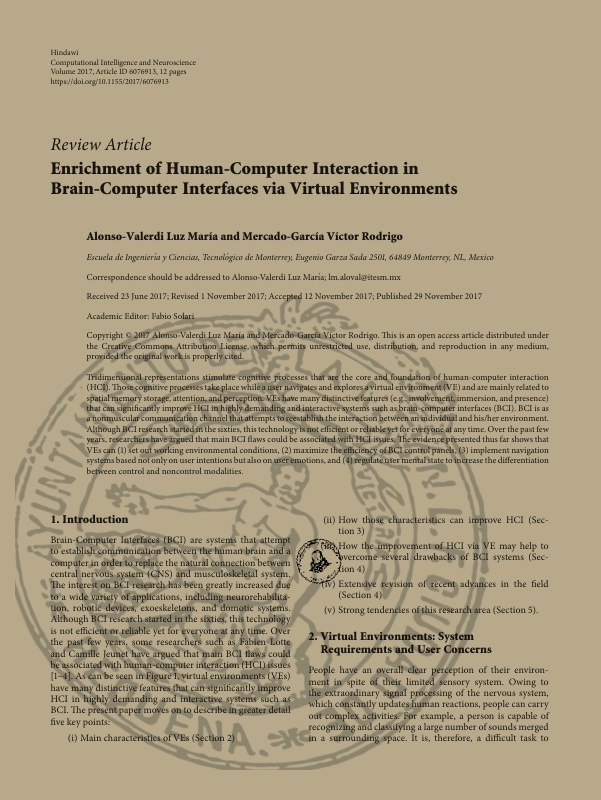 Hindawi
Computational Intelligence and Neuroscience
Volume 2017, Article ID 6076913, 12 pages
https://doi.org/10.1155/2017/6076913
Review Article
Enrichment of Human-Computer Interaction in
Brain-Computer Interfaces via Virtual Environments
Alonso-Valerdi Luz María and Mercado-García Víctor Rodrigo
Escuela de Ingeniería y Ciencias, Tecnológico de Monterrey, Eugenio Garza Sada 2501, 64849 Monterrey, NL, Mexico
Correspondence should be addressed to Alonso-Valerdi Luz María; lm.aloval@itesm.mx
Received 23 June 2017; Revised 1 November 2017; Accepted 12 November 2017; Published 29 November 2017
Academic Editor: Fabio Solari
Copyright © 2017 Alonso-Valerdi Luz María and Mercado-García Víctor Rodrigo. This is an open access article distributed under
the Creative Commons Attribution License, which permits unrestricted use, distribution, and reproduction in any medium,
provided the original work is properly cited.
Tridimensional representations stimulate cognitive processes that are the core and foundation of human-computer interaction
(HCI). Those cognitive processes take place while a user navigates and explores a virtual environment (VE) and are mainly related to
spatial memory storage, attention, and perception. VEs have many distinctive features (e.g., involvement, immersion, and presence)
that can significantly improve HCI in highly demanding and interactive systems such as brain-computer interfaces (BCI). BCI is as
a nonmuscular communication channel that attempts to reestablish the interaction between an individual and his/her environment.
Although BCI research started in the sixties, this technology is not efficient or reliable yet for everyone at any time. Over the past few
years, researchers have argued that main BCI flaws could be associated with HCI issues. The evidence presented thus far shows that
VEs can (1) set out working environmental conditions, (2) maximize the efficiency of BCI control panels, (3) implement navigation
systems based not only on user intentions but also on user emotions, and (4) regulate user mental state to increase the differentiation
between control and noncontrol modalities.
1. Introduction
Brain-Computer Interfaces (BCI) are systems that attempt
to establish communication between the human brain and a
computer in order to replace the natural connection between
central nervous system (CNS) and musculoskeletal system.
The interest on BCI research has been greatly increased due
to a wide variety of applications, including neurorehabilita-
tion, robotic devices, exoskeletons, and domotic systems.
Although BCI research started in the sixties, this technology
is not efficient or reliable yet for everyone at any time. Over
the past few years, some researchers such as Fabien Lotte
and Camille Jeunet have argued that main BCI flaws could
be associated with human-computer interaction (HCI) issues
[1–4]. As can be seen in Figure 1, virtual environments (VEs)
have many distinctive features that can significantly improve
HCI in highly demanding and interactive systems such as
BCI. The present paper moves on to describe in greater detail
five key points:
(i) Main characteristics of VEs (Section 2)
(ii) How those characteristics can improve HCI (Sec-
tion 3)
How the improvement of HCI via VE may help to
overcome several drawbacks of BCI systems (Sec-
tion 4)
(iv) Extensive revision of recent advances in the field
(Section 4)
(v) Strong tendencies of this research area (Section 5).
2. Virtual Environments: System
Requirements and User Concerns
People have an overall clear perception of their environ-
ment in spite of their limited sensory system. Owing to
the extraordinary signal processing of the nervous system,
which constantly updates human reactions, people can carry
out complex activities. For example, a person is capable of
recognizing and classifying a large number of sounds merged
in a surrounding space. It is, therefore, a difficult task to